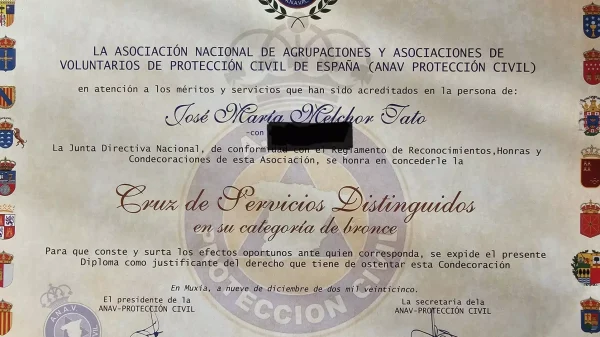 ANAV.
LA ASOCIACIÓN NACIONAL DE AGRUPACIONES Y ASOCIACIONES DE
VOLUNTARIOS DE PROTECCIÓN CIVIL DE ESPAÑA (ANAV PROTECCIÓN CIVIL)
en atención a los méritos y servicios que han sido acreditados en la persona de:
José María Melchor Tato
-con
La Junta Directiva Nacional, de conformidad con el Reglamento de Reconocimientos,Honras y
Condecoraciones de esta Asociación, se honra en concederle la
Cruz de Servicios Distinguidos
en su categoría de bronce
PROTECCION CIVIL
Para que conste y surta los efectos oportunos ante quien corresponda, se expide el presente
Diploma como justificante del derecho que tiene de ostentar esta Condecoración
En Muxia, a nueve de diciembre de dos mil veinticinco.
El presidente de la
ANAV-PROTECCIÓN CIVIL
La secretaria dela
ANAV-PROTECCIÓN CIVIL
A.N.A.V.
CIVIL